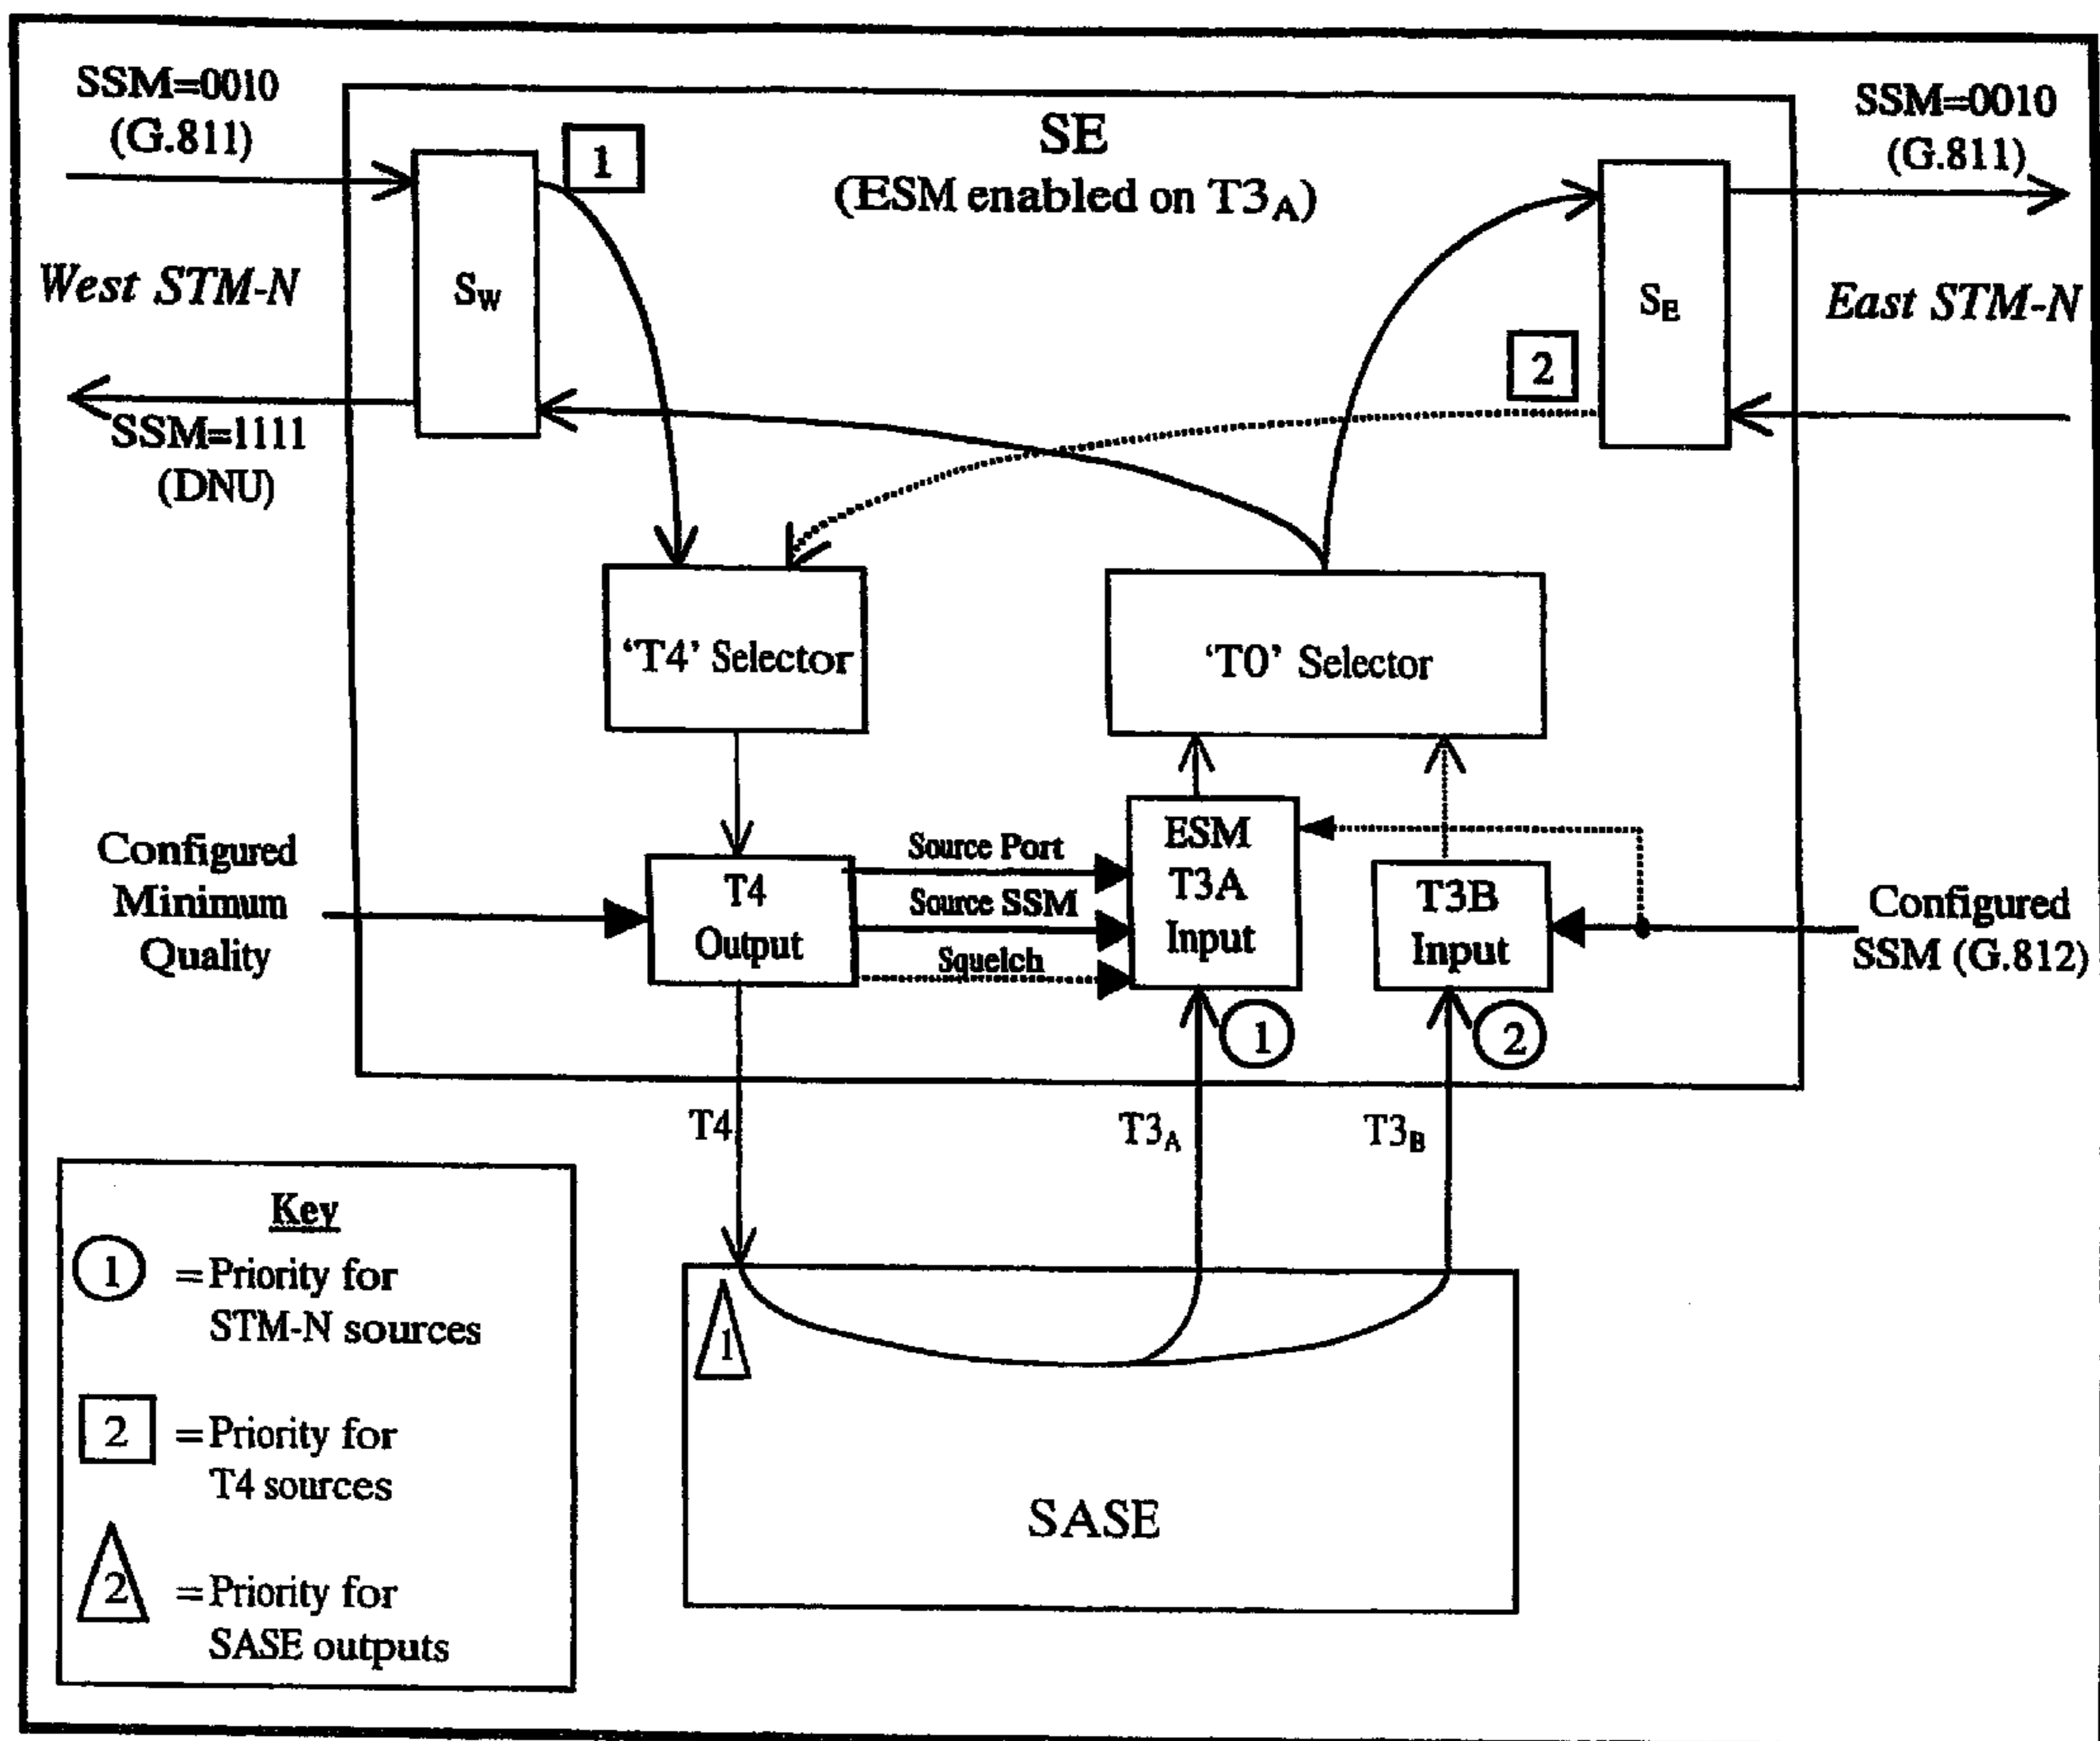 SSM=0010
(G.811)
SE
(ESM enabled on T3A)
SSM=0010
(G.811)
1
West STM-N
SW
SE
East STM-N
2
SSM=1111
(DNU)
‘T4’ Selector
‘T0’ Selector
Configured
Minimum
Quality
T4
Output
Source Port
Source SSM
Squelch
ESM
T3A
Input
T3B
Input
Configured
SSM (G.812)
1
2
T4
T3A
T3B
Key
1 =Priority for
STM-N sources
2 =Priority for
T4 sources
2 =Priority for
SASE outputs
1
SASE